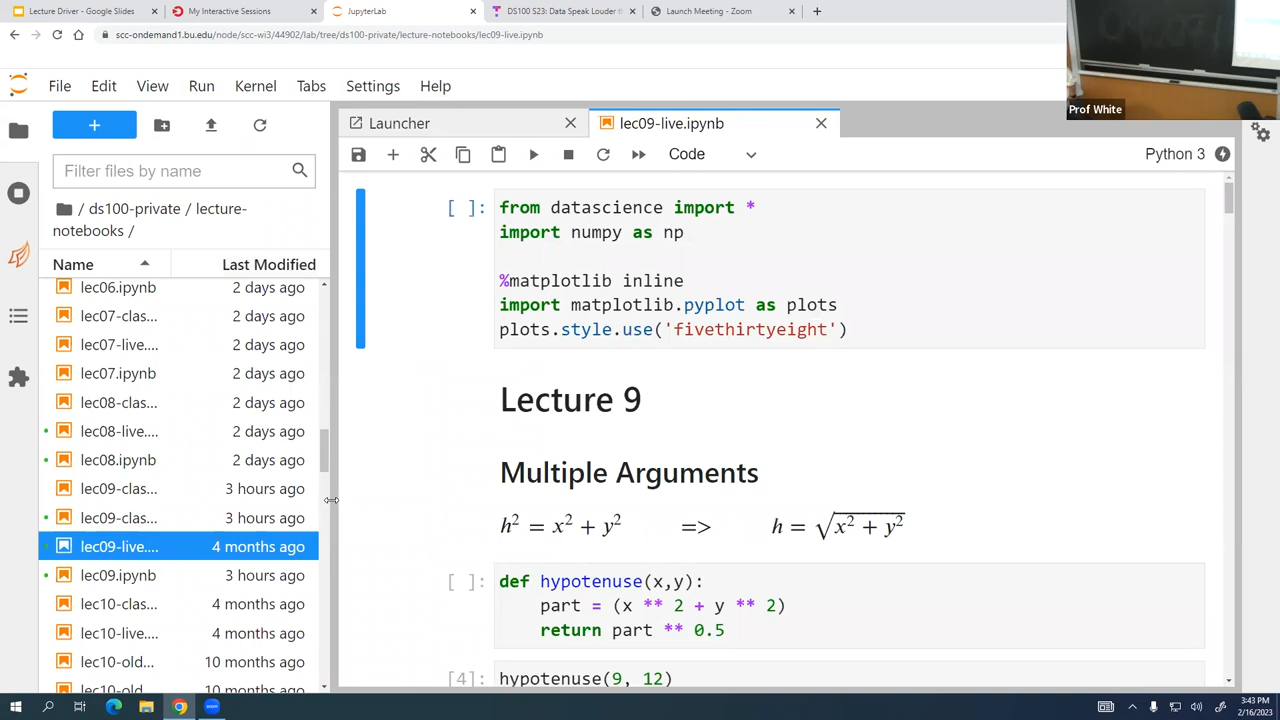 Lecture Driver - Google Slides
My Interactive Sessions
JupyterLab
DS100 S23: Data Speak Louder th
Launch Meeting - Zoom
scc-ondemand1.bu.edu/node/scc-wi3/44902/lab/tree/ds100-private/lecture-notebooks/lec09-live.ipynb
Prof White
File Edit View Run Kernel Tabs Settings Help
Filter files by name
/ ds100-private / lecture-
notebooks /
Name Last Modified
lec06.ipynb 2 days ago
lec07-clas... 2 days ago
lec07-live.... 2 days ago
lec07.ipynb 2 days ago
lec08-clas... 2 days ago
lec08-live.... 2 days ago
lec08.ipynb 2 days ago
lec09-clas... 3 hours ago
lec09-clas... 3 hours ago
lec09-live.... 4 months ago
lec09.ipynb 3 hours ago
lec10-clas... 4 months ago
lec10-live.... 4 months ago
lec10-old... 10 months ago
lec10-old 10 months ago
Launcher
lec09-live.ipynb
Code
Python 3
[ ]: from datascience import *
import numpy as np
%matplotlib inline
import matplotlib.pyplot as plots
plots.style.use('fivethirtyeight')
Lecture 9
Multiple Arguments
h² = x² + y² => h = √x² + y²
[ ]: def hypotenuse(x,y):
part = (x ** 2 + y ** 2)
return part ** 0.5
[4]: hypotenuse(9, 12)
3:43 PM
2/16/2023